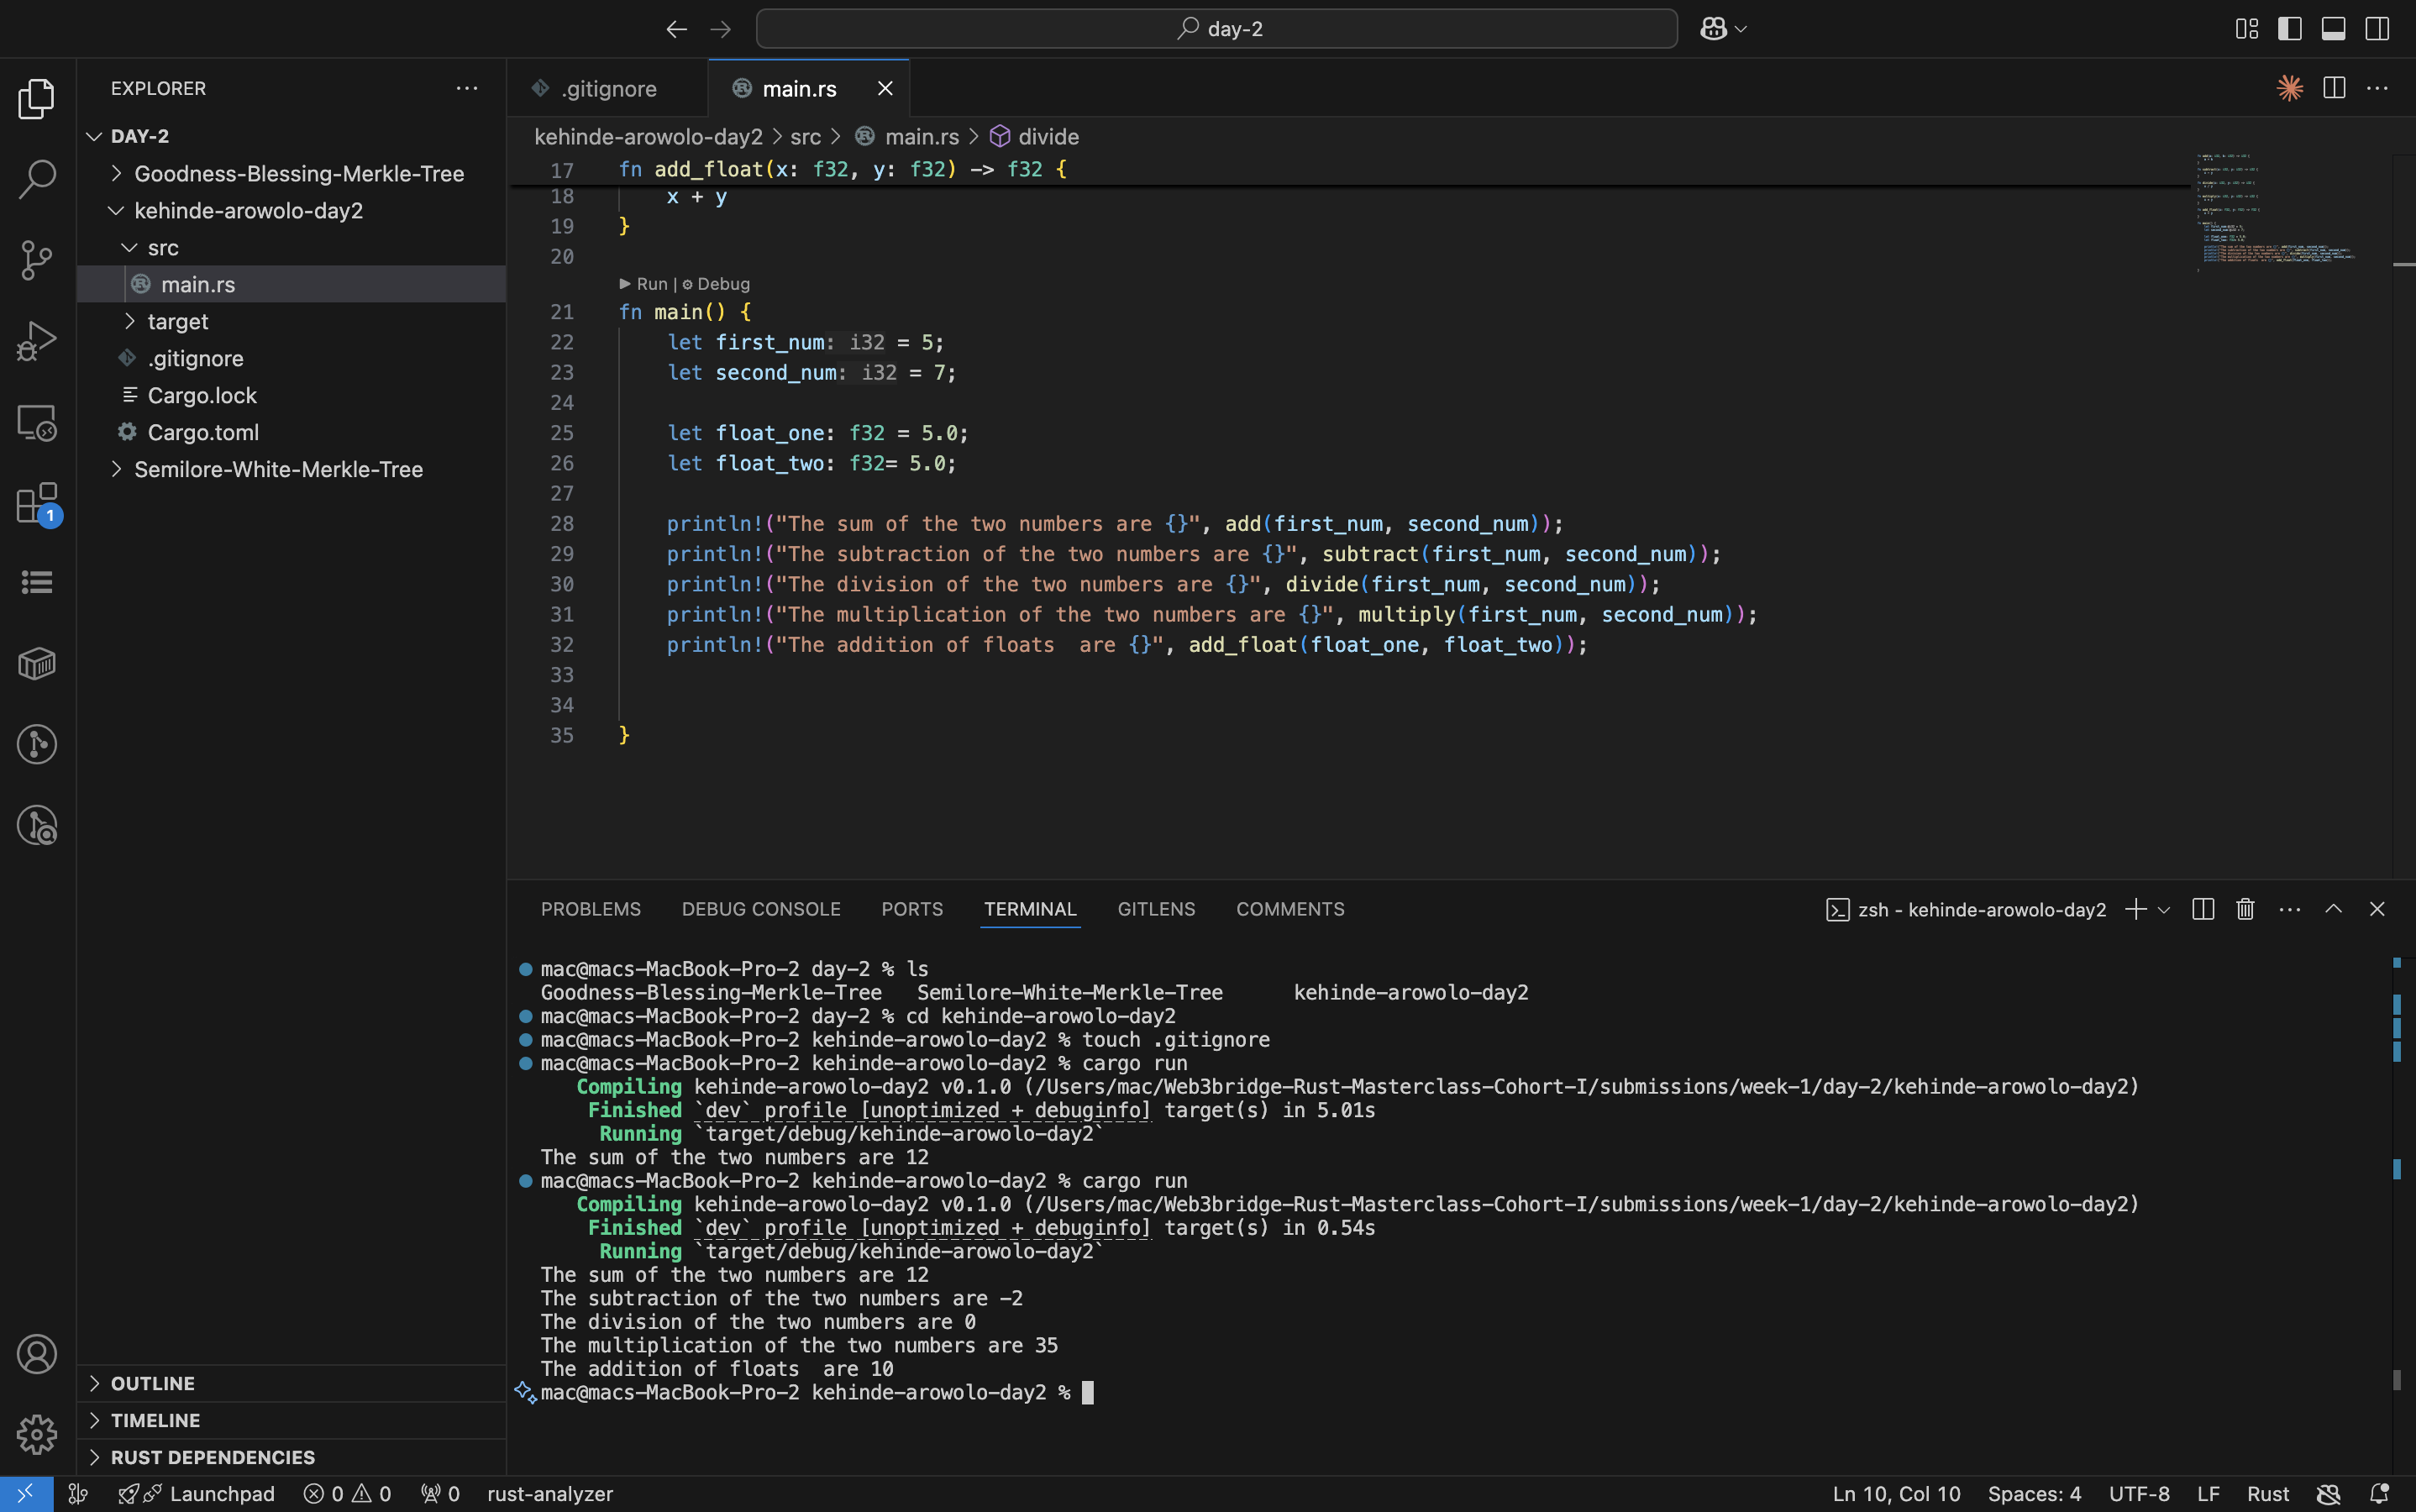 day-2
EXPLORER
DAY-2
Goodness-Blessing-Merkle-Tree
kehinde-arowolo-day2
src
main.rs
target
.gitignore
Cargo.lock
Cargo.toml
Semilore-White-Merkle-Tree
1
OUTLINE
TIMELINE
RUST DEPENDENCIES
.gitignore
main.rs
kehinde-arowolo-day2 > src > main.rs > divide
17 fn add_float(x: f32, y: f32) -> f32 {
18 x + y
19 }
20
Run | Debug
21 fn main() {
22 let first_num: i32 = 5;
23 let second_num: i32 = 7;
24
25 let float_one: f32 = 5.0;
26 let float_two: f32= 5.0;
27
28 println!("The sum of the two numbers are {}", add(first_num, second_num));
29 println!("The subtraction of the two numbers are {}", subtract(first_num, second_num));
30 println!("The division of the two numbers are {}", divide(first_num, second_num));
31 println!("The multiplication of the two numbers are {}", multiply(first_num, second_num));
32 println!("The addition of floats  are {}", add_float(float_one, float_two));
33
34
35 }
PROBLEMS DEBUG CONSOLE PORTS TERMINAL GITLENS COMMENTS
zsh - kehinde-arowolo-day2
mac@macs-MacBook-Pro-2 day-2 % ls
Goodness-Blessing-Merkle-Tree Semilore-White-Merkle-Tree kehinde-arowolo-day2
mac@macs-MacBook-Pro-2 day-2 % cd kehinde-arowolo-day2
mac@macs-MacBook-Pro-2 kehinde-arowolo-day2 % touch .gitignore
mac@macs-MacBook-Pro-2 kehinde-arowolo-day2 % cargo run
Compiling kehinde-arowolo-day2 v0.1.0 (/Users/mac/Web3bridge-Rust-Masterclass-Cohort-I/submissions/week-1/day-2/kehinde-arowolo-day2)
Finished `dev` profile [unoptimized + debuginfo] target(s) in 5.01s
Running `target/debug/kehinde-arowolo-day2`
The sum of the two numbers are 12
mac@macs-MacBook-Pro-2 kehinde-arowolo-day2 % cargo run
Compiling kehinde-arowolo-day2 v0.1.0 (/Users/mac/Web3bridge-Rust-Masterclass-Cohort-I/submissions/week-1/day-2/kehinde-arowolo-day2)
Finished `dev` profile [unoptimized + debuginfo] target(s) in 0.54s
Running `target/debug/kehinde-arowolo-day2`
The sum of the two numbers are 12
The subtraction of the two numbers are -2
The division of the two numbers are 0
The multiplication of the two numbers are 35
The addition of floats  are 10
mac@macs-MacBook-Pro-2 kehinde-arowolo-day2 %
Launchpad 0 0 0 rust-analyzer Ln 10, Col 10 Spaces: 4 UTF-8 LF Rust